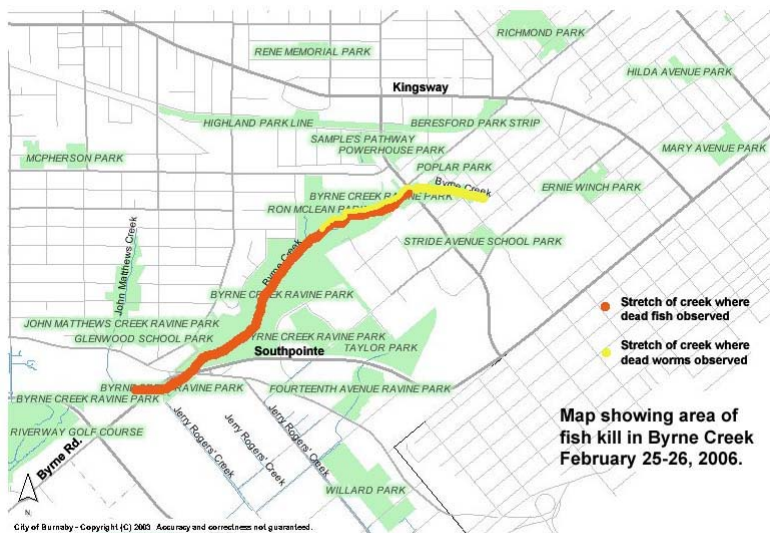 RICHMOND PARK
RENE MEMORIAL PARK
HILDA AVENUE PARK
Kingsway
HIGHLAND PARK LINE
BERESFORD PARK STRIP
SAMPLE'S PATHWAY
POWERHOUSE PARK
MARY AVENUE PARK
MCPHERSON PARK
POPLAR PARK
Byrne Creek
ERNIE WINCH PARK
BYRNE CREEK RAVINE PARK
RON MCLEAN PARK
STRIDE AVENUE SCHOOL PARK
John Matthews Creek
Byrne Creek
BYRNE CREEK RAVINE PARK
Stretch of creek where
dead fish observed
JOHN MATTHEWS CREEK RAVINE PARK
GLENWOOD SCHOOL PARK
YRNE CREEK RAVINE PARK
TAYLOR PARK
Southpointe
Stretch of creek where
dead worms observed
BYRNE CREEK RAVINE PARK
FOURTEENTH AVENUE RAVINE PARK
BYRNE CREEK RAVINE PARK
Map showing area of
fish kill in Byrne Creek
February 25-26, 2006.
RIVERWAY GOLF COURSE
Byrne Rd.
Jerry Rogers' Creek
Jerry Rogers' Creek
Jerry Rogers' Creek
WILLARD PARK
N
City of Burnaby - Copyright (C) 2003 Accuracy and correctness not guaranteed.